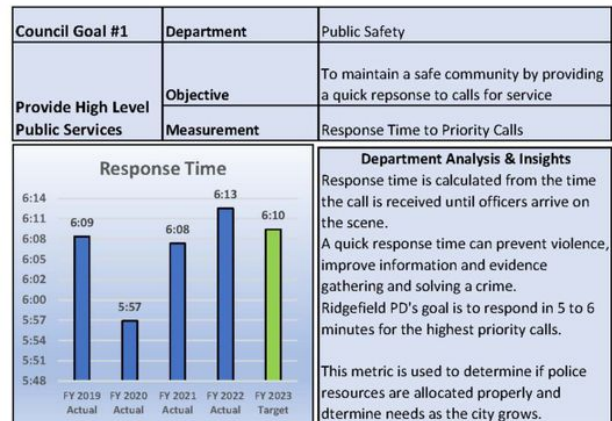 Council Goal #1
Department
Public Safety
Provide High Level
Public Services
Objective
To maintain a safe community by providing
a quick repsonse to calls for service
Measurement
Response Time to Priority Calls
Response Time
6:14
6:11
6:08
6:05
6:02
6:00
5:57
5:54
5:51
5:48
6:09
5:57
6:08
6:13
6:10
FY 2019
Actual
FY 2020
Actual
FY 2021
Actual
FY 2022
Actual
FY 2023
Target
Department Analysis & Insights
Response time is calculated from the time
the call is received until officers arrive on
the scene.
A quick response time can prevent violence,
improve information and evidence
gathering and solving a crime.
Ridgefield PD's goal is to respond in 5 to 6
minutes for the highest priority calls.
This metric is used to determine if police
resources are allocated properly and
dtermine needs as the city grows.